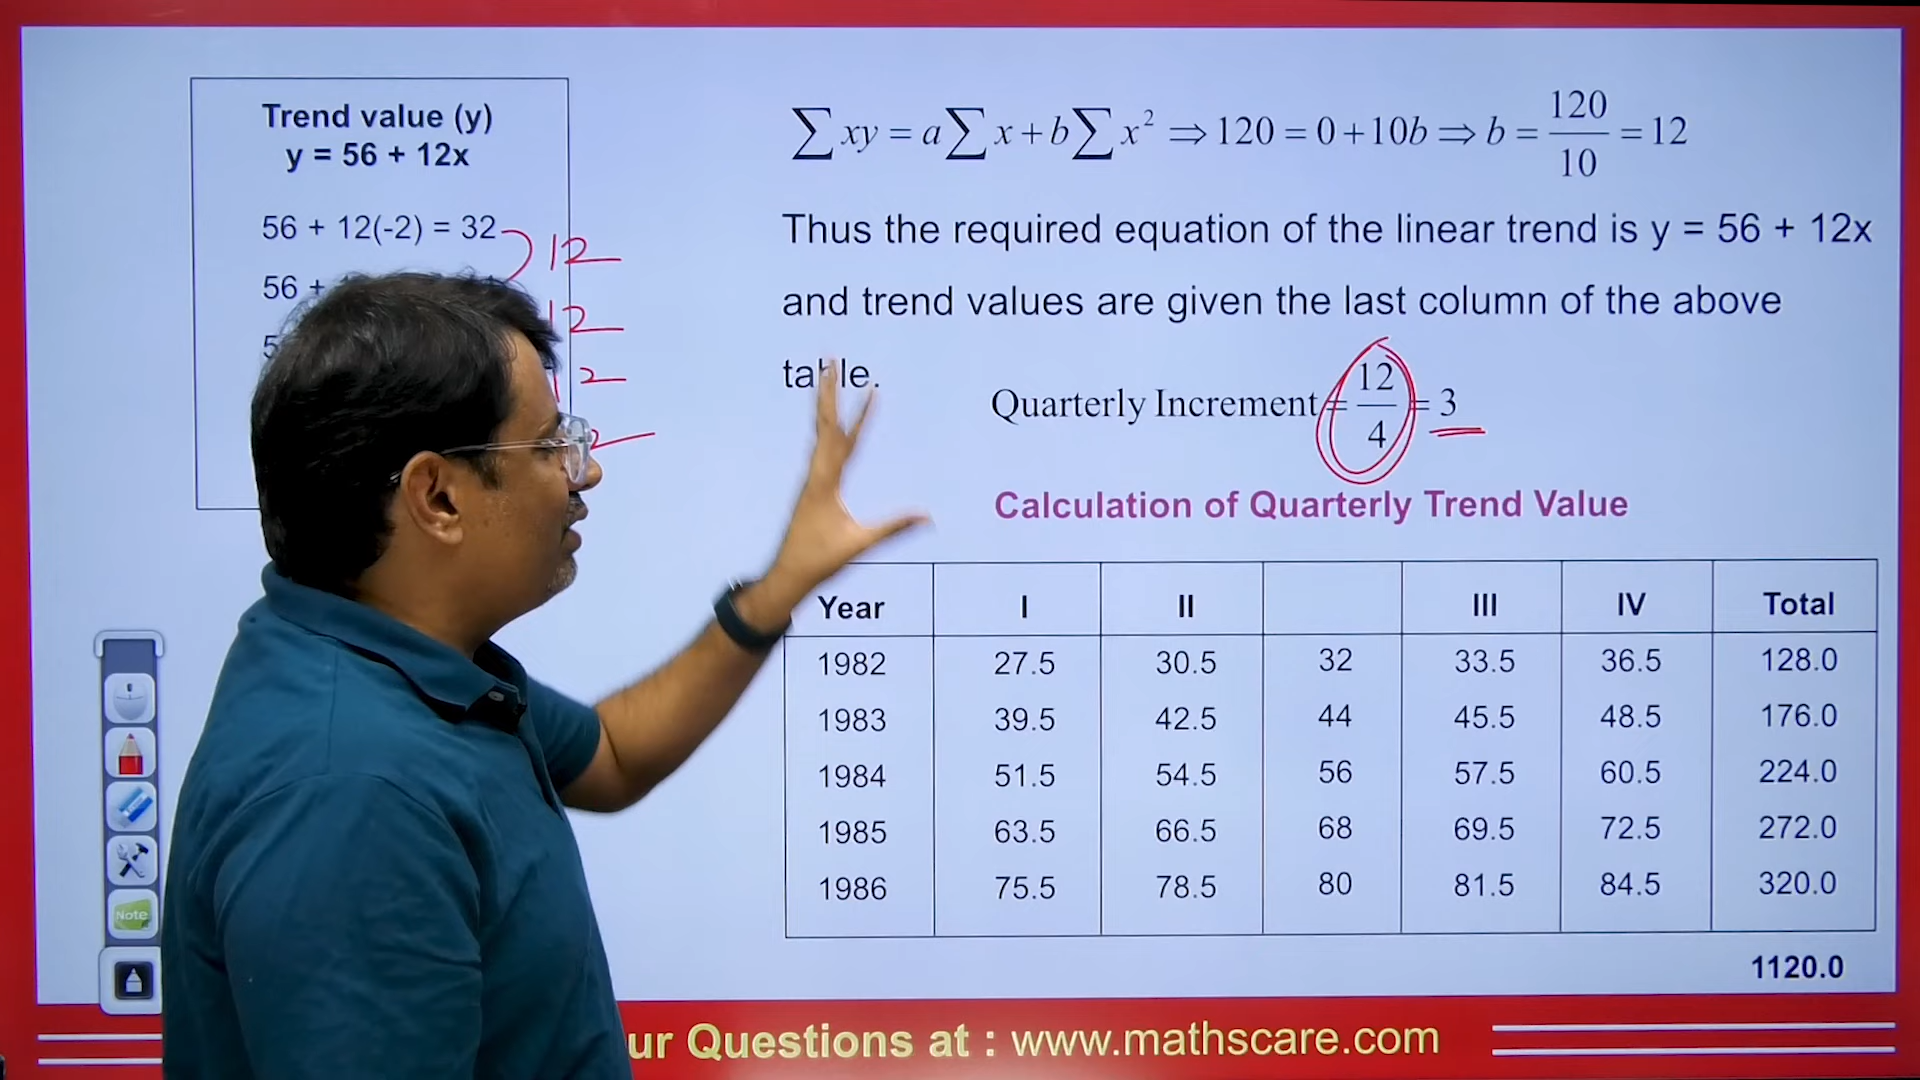 Trend value (y)
y = 56 + 12x
56 + 12(-2) = 32
12
56 +
12
12
∑xy = a∑x + b∑x² ⇒ 120 = 0 + 10b ⇒ b = 120/10 = 12
Thus the required equation of the linear trend is y = 56 + 12x
and trend values are given the last column of the above
table.
Quarterly Increment = 12/4 = 3
Calculation of Quarterly Trend Value
Year I II III IV Total
1982 27.5 30.5 32 33.5 36.5 128.0
1983 39.5 42.5 44 45.5 48.5 176.0
1984 51.5 54.5 56 57.5 60.5 224.0
1985 63.5 66.5 68 69.5 72.5 272.0
1986 75.5 78.5 80 81.5 84.5 320.0
1120.0
Note
Questions at : www.mathscare.com